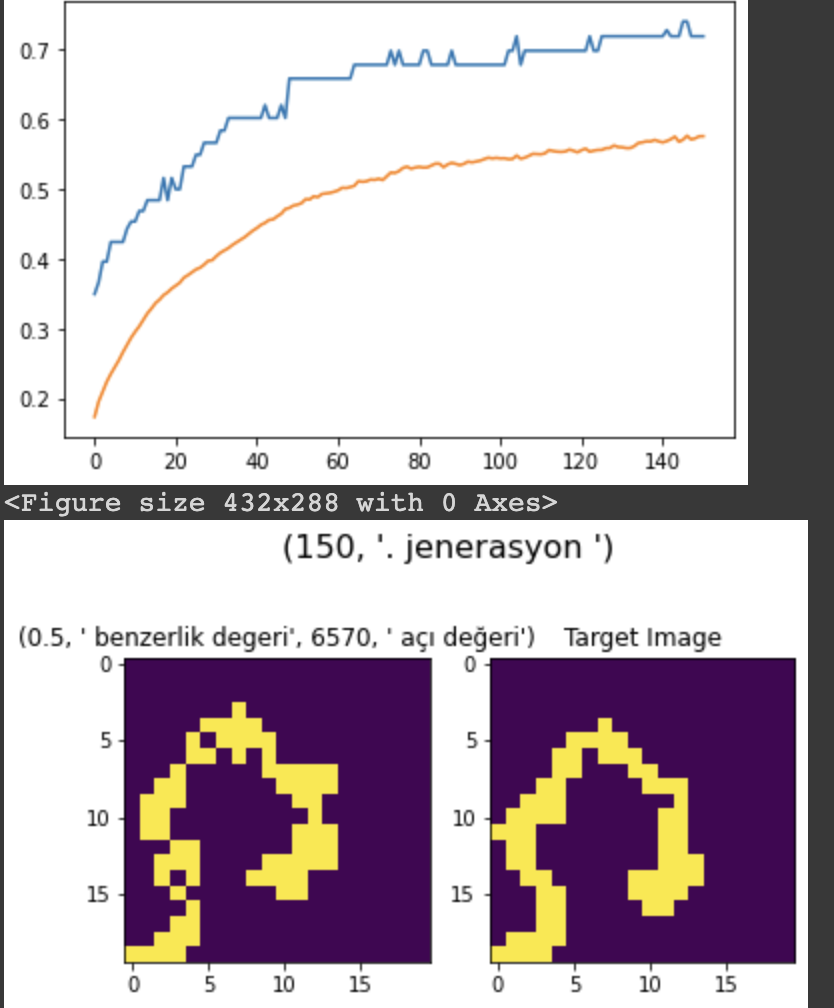 0.7
0.6
0.5
0.4
0.3
0.2
0 20 40 60 80 100 120 140
<Figure size 432x288 with 0 Axes>
(150, '. jenerasyon ')
(0.5, ' benzerlik degeri', 6570, ' açı değeri') Target Image
0 0
5 5
10 10
15 15
0 5 10 15 0 5 10 15